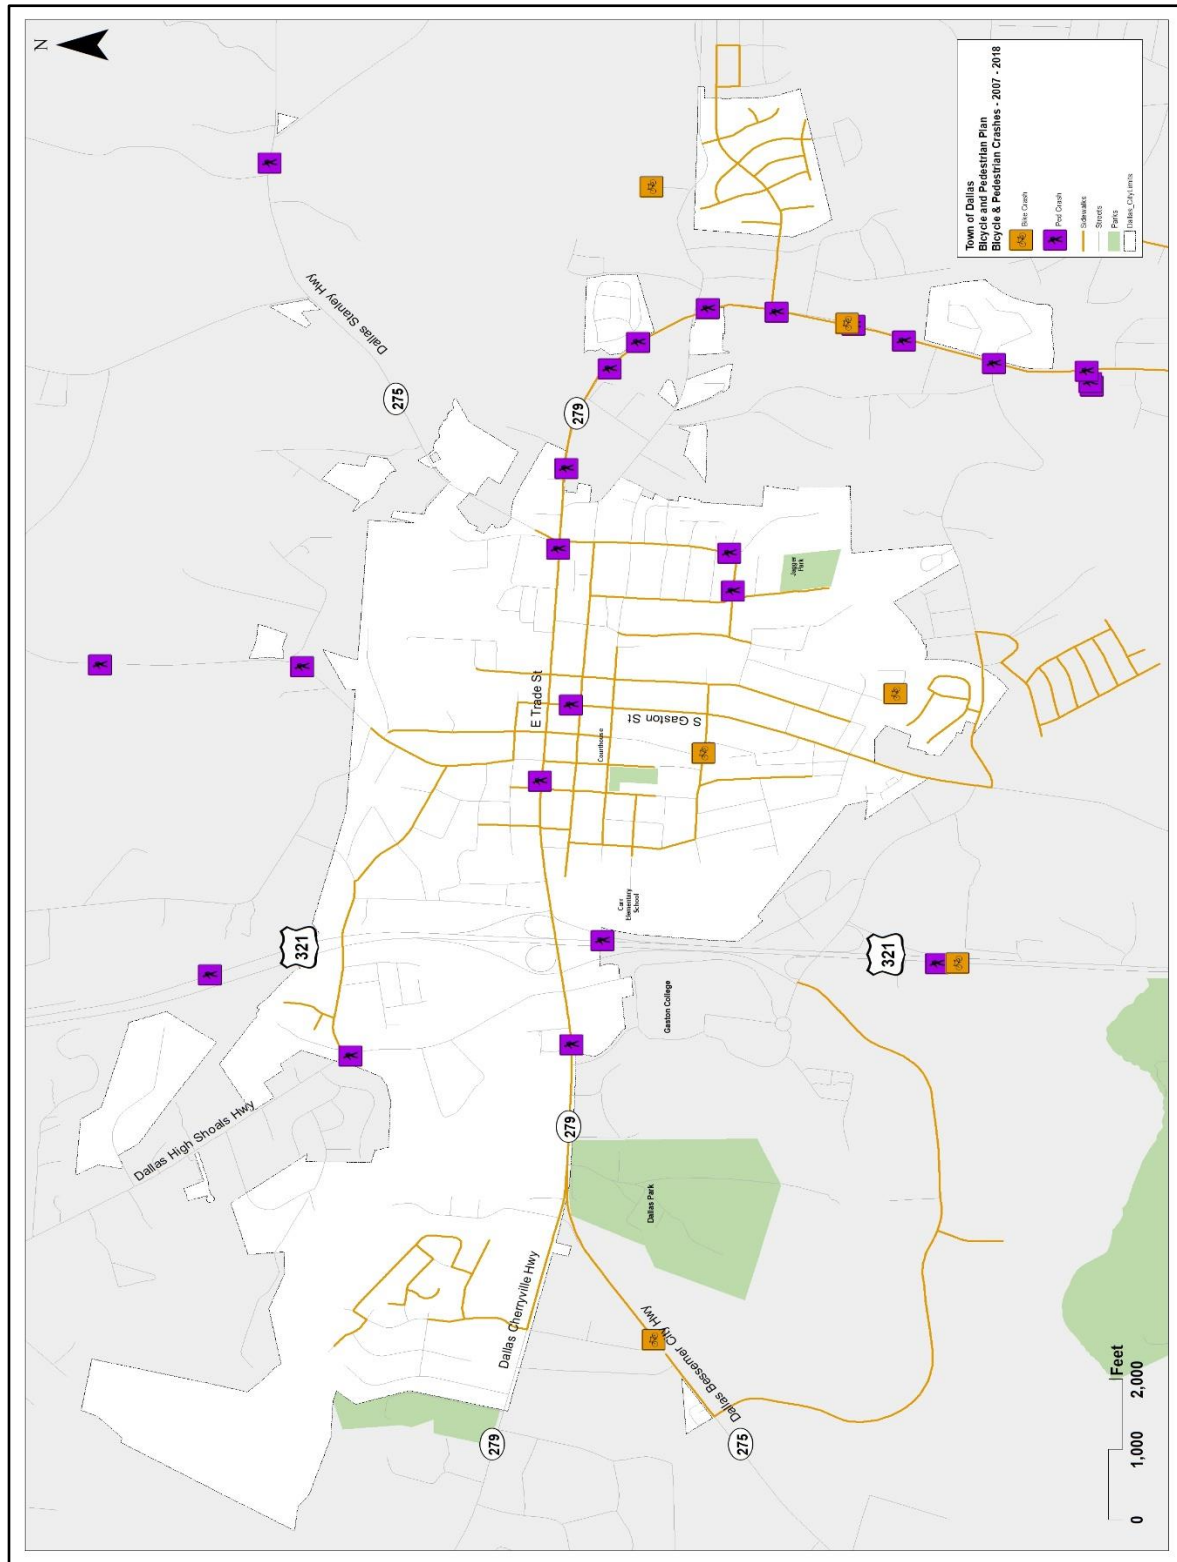 N
Town of Dallas
Bicycle and Pedestrian Plan
Bicycle & Pedestrian Crashes - 2007 - 2018
Bike Crash
Ped Crash
Sidewalks
Streets
Parks
Dallas_CityLimits
Dallas Stanley Hwy
275
279
E Trade St
S Gaston St
Courthouse
Jagger
Park
Carr
Elementary
School
321
321
Gaston College
Dallas High Shoals Hwy
279
Dallas Park
Dallas Cherryville Hwy
Dallas Bessemer City Hwy
279
275
Feet
0
1,000
2,000